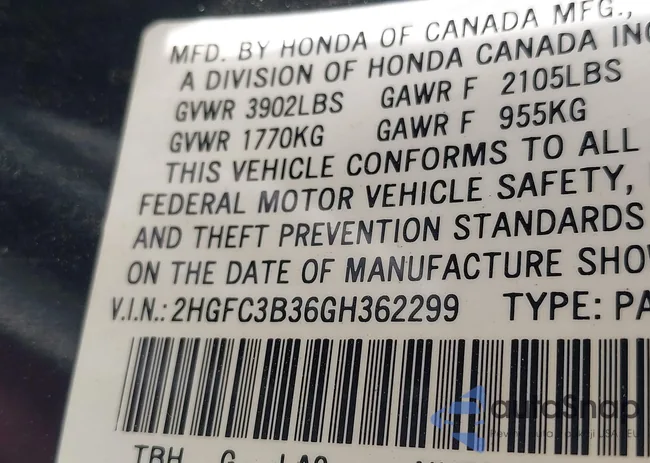 MFD. BY HONDA OF CANADA MFG.,
A DIVISION OF HONDA CANADA INC
GVWR 3902LBS GAWR F 2105LBS
GVWR 1770KG GAWR F 955KG
THIS VEHICLE CONFORMS TO ALL
FEDERAL MOTOR VEHICLE SAFETY,
AND THEFT PREVENTION STANDARDS
ON THE DATE OF MANUFACTURE SHO
V.I.N.: 2HGFC3B36GH362299 TYPE: PA
autoSnap
TBH G